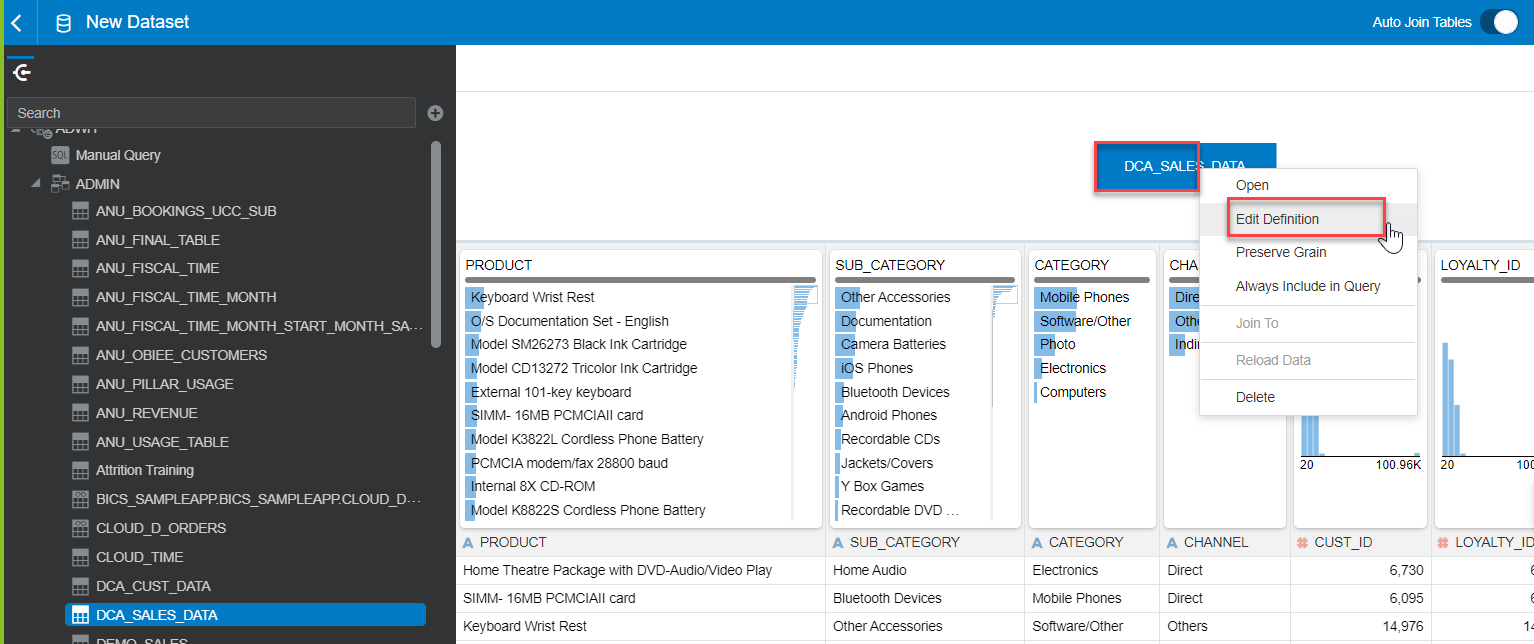 New Dataset
Auto Join Tables
Search
ADWH
SQL Manual Query
ADMIN
ANU_BOOKINGS_UCC_SUB
ANU_FINAL_TABLE
ANU_FISCAL_TIME
ANU_FISCAL_TIME_MONTH
ANU_FISCAL_TIME_MONTH_START_MONTH_SA...
ANU_OBIEE_CUSTOMERS
ANU_PILLAR_USAGE
ANU_REVENUE
ANU_USAGE_TABLE
Attrition Training
BICS_SAMPLEAPP.BICS_SAMPLEAPP.CLOUD_D...
CLOUD_D_ORDERS
CLOUD_TIME
DCA_CUST_DATA
DCA_SALES_DATA
DEMO_SALES
DCA_SALES_DATA
Open
Edit Definition
Preserve Grain
Always Include in Query
Join To
Reload Data
Delete
PRODUCT
Keyboard Wrist Rest
O/S Documentation Set - English
Model SM26273 Black Ink Cartridge
Model CD13272 Tricolor Ink Cartridge
External 101-key keyboard
SIMM- 16MB PCMCIAII card
Model K3822L Cordless Phone Battery
PCMCIA modem/fax 28800 baud
Internal 8X CD-ROM
Model K8822S Cordless Phone Battery
SUB_CATEGORY
Other Accessories
Documentation
Camera Batteries
iOS Phones
Bluetooth Devices
Android Phones
Recordable CDs
Jackets/Covers
Y Box Games
Recordable DVD ...
CATEGORY
Mobile Phones
Software/Other
Photo
Electronics
Computers
CHA
Dire
Othe
Indi
20 100.96K
LOYALTY_ID
20 100
A PRODUCT A SUB_CATEGORY A CATEGORY A CHANNEL # CUST_ID # LOYALTY_ID
Home Theatre Package with DVD-Audio/Video Play Home Audio Electronics Direct 6,730 6
SIMM- 16MB PCMCIAII card Bluetooth Devices Mobile Phones Direct 6,095 6
Keyboard Wrist Rest Other Accessories Software/Other Others 14,976 14